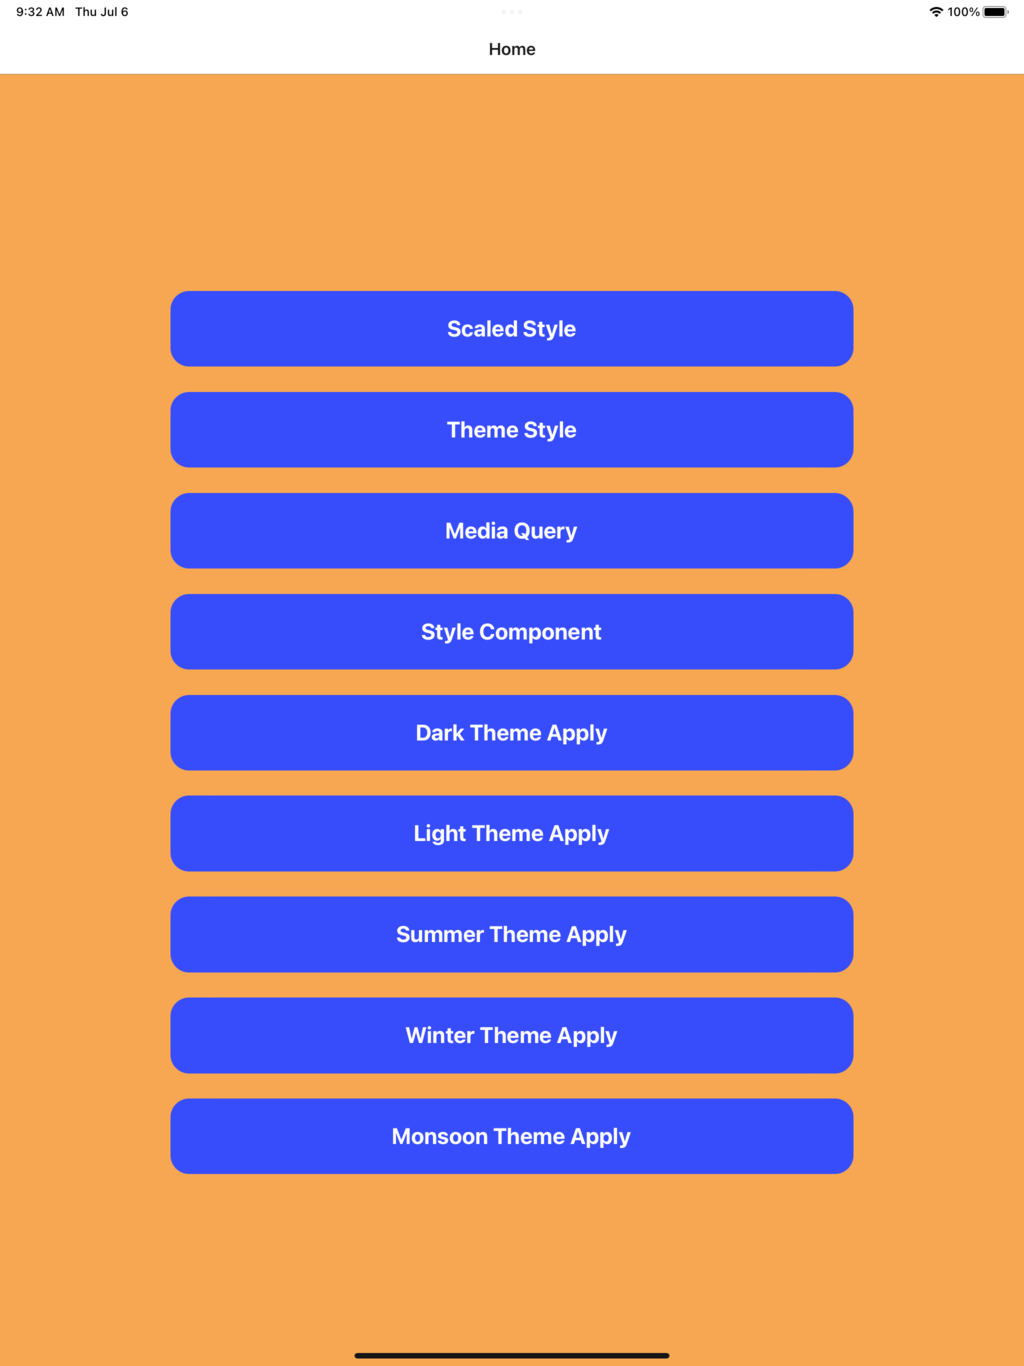 9:32 AM Thu Jul 6 100%
Home
Scaled Style
Theme Style
Media Query
Style Component
Dark Theme Apply
Light Theme Apply
Summer Theme Apply
Winter Theme Apply
Monsoon Theme Apply